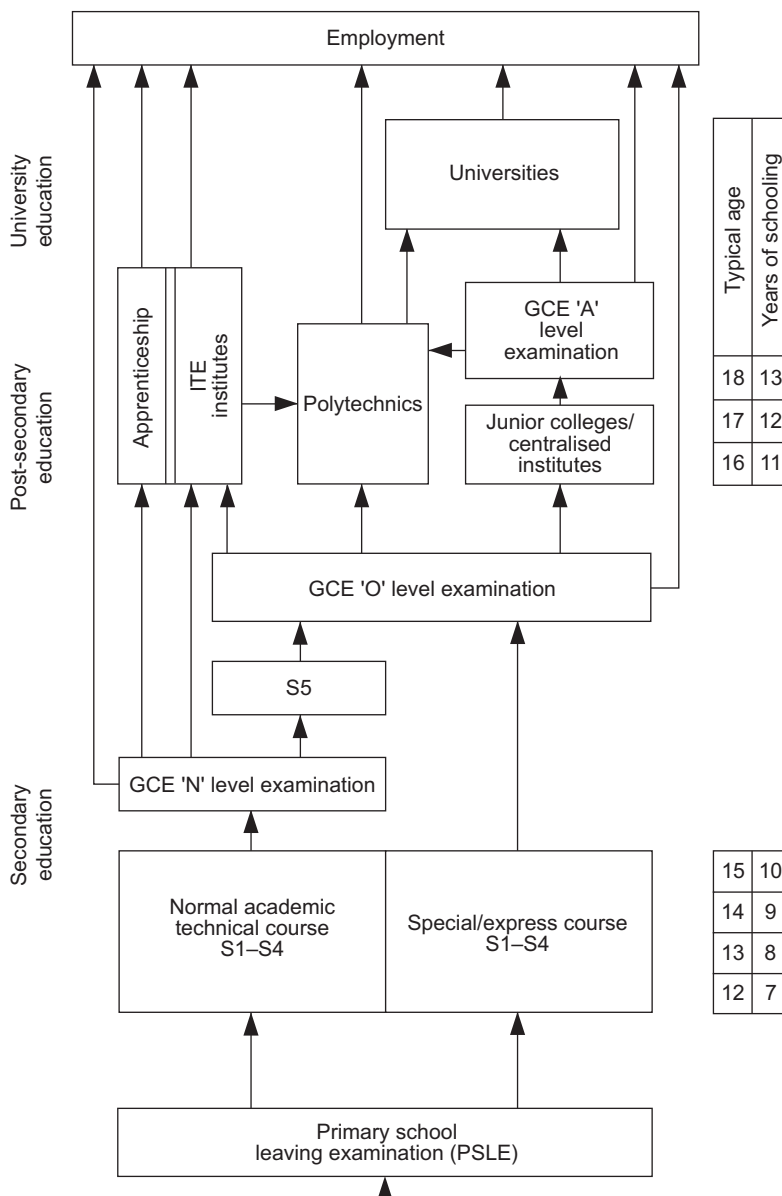 Employment
University
education
Universities
Typical age
Years of schooling
Apprenticeship
ITE
institutes
GCE 'A'
level
examination
Post-secondary
education
Polytechnics
Junior colleges/
centralised
institutes
18 13
17 12
16 11
GCE 'O' level examination
S5
GCE 'N' level examination
Secondary
education
Normal academic
technical course
S1–S4
Special/express course
S1–S4
15 10
14 9
13 8
12 7
Primary school
leaving examination (PSLE)